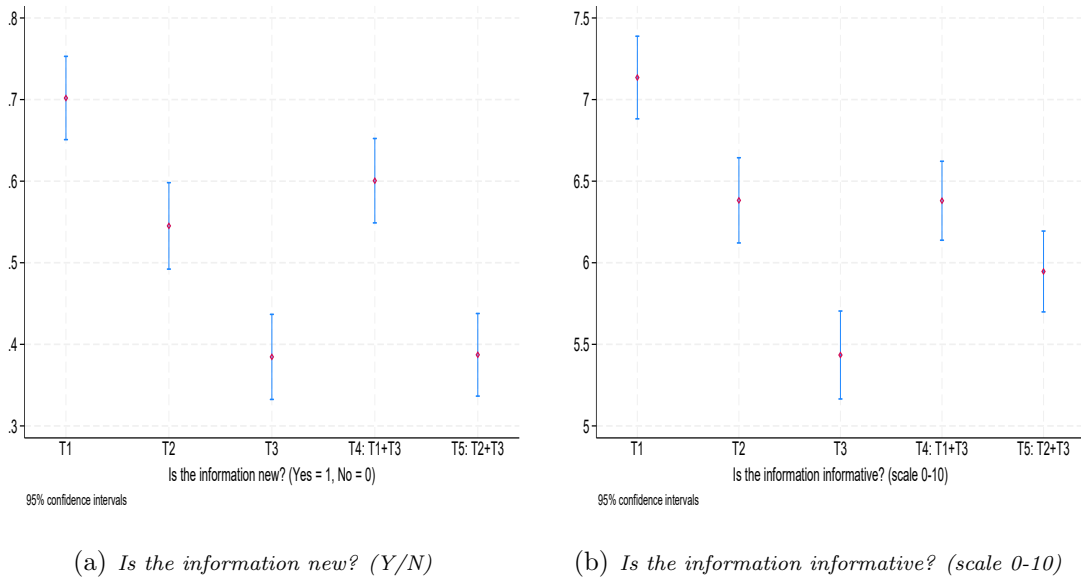 .8
.7
.6
.5
.4
.3
T1 T2 T3 T4: T1+T3 T5: T2+T3
Is the information new? (Yes = 1, No = 0)
95% confidence intervals
(a) Is the information new? (Y/N)
7.5
7
6.5
6
5.5
5
T1 T2 T3 T4: T1+T3 T5: T2+T3
Is the information informative? (scale 0-10)
95% confidence intervals
(b) Is the information informative? (scale 0-10)